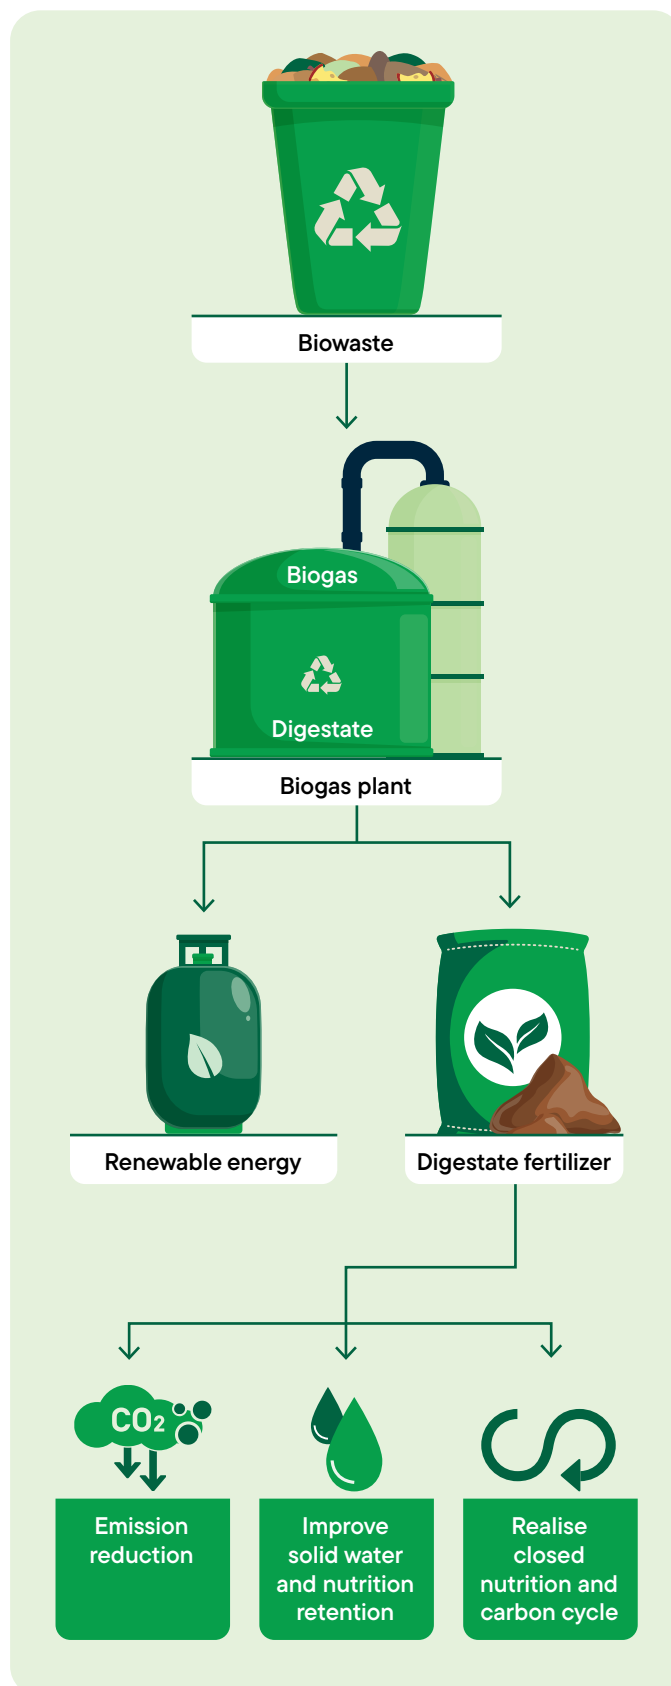 Biowaste
Biogas
Digestate
Biogas plant
Renewable energy
Digestate fertilizer
CO2
Emission
reduction
Improve
solid water
and nutrition
retention
Realise
closed
nutrition and
carbon cycle